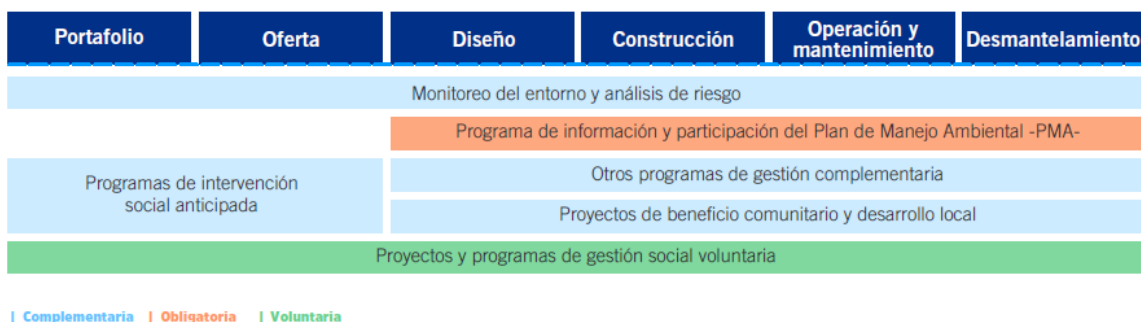 Portafolio
Oferta
Diseño
Construcción
Operación y
mantenimiento
Desmantelamiento
Monitoreo del entorno y análisis de riesgo
Programa de información y participación del Plan de Manejo Ambiental -PMA-
Programas de intervención
social anticipada
Otros programas de gestión complementaria
Proyectos de beneficio comunitario y desarrollo local
Proyectos y programas de gestión social voluntaria
| Complementaria | Obligatoria | Voluntaria